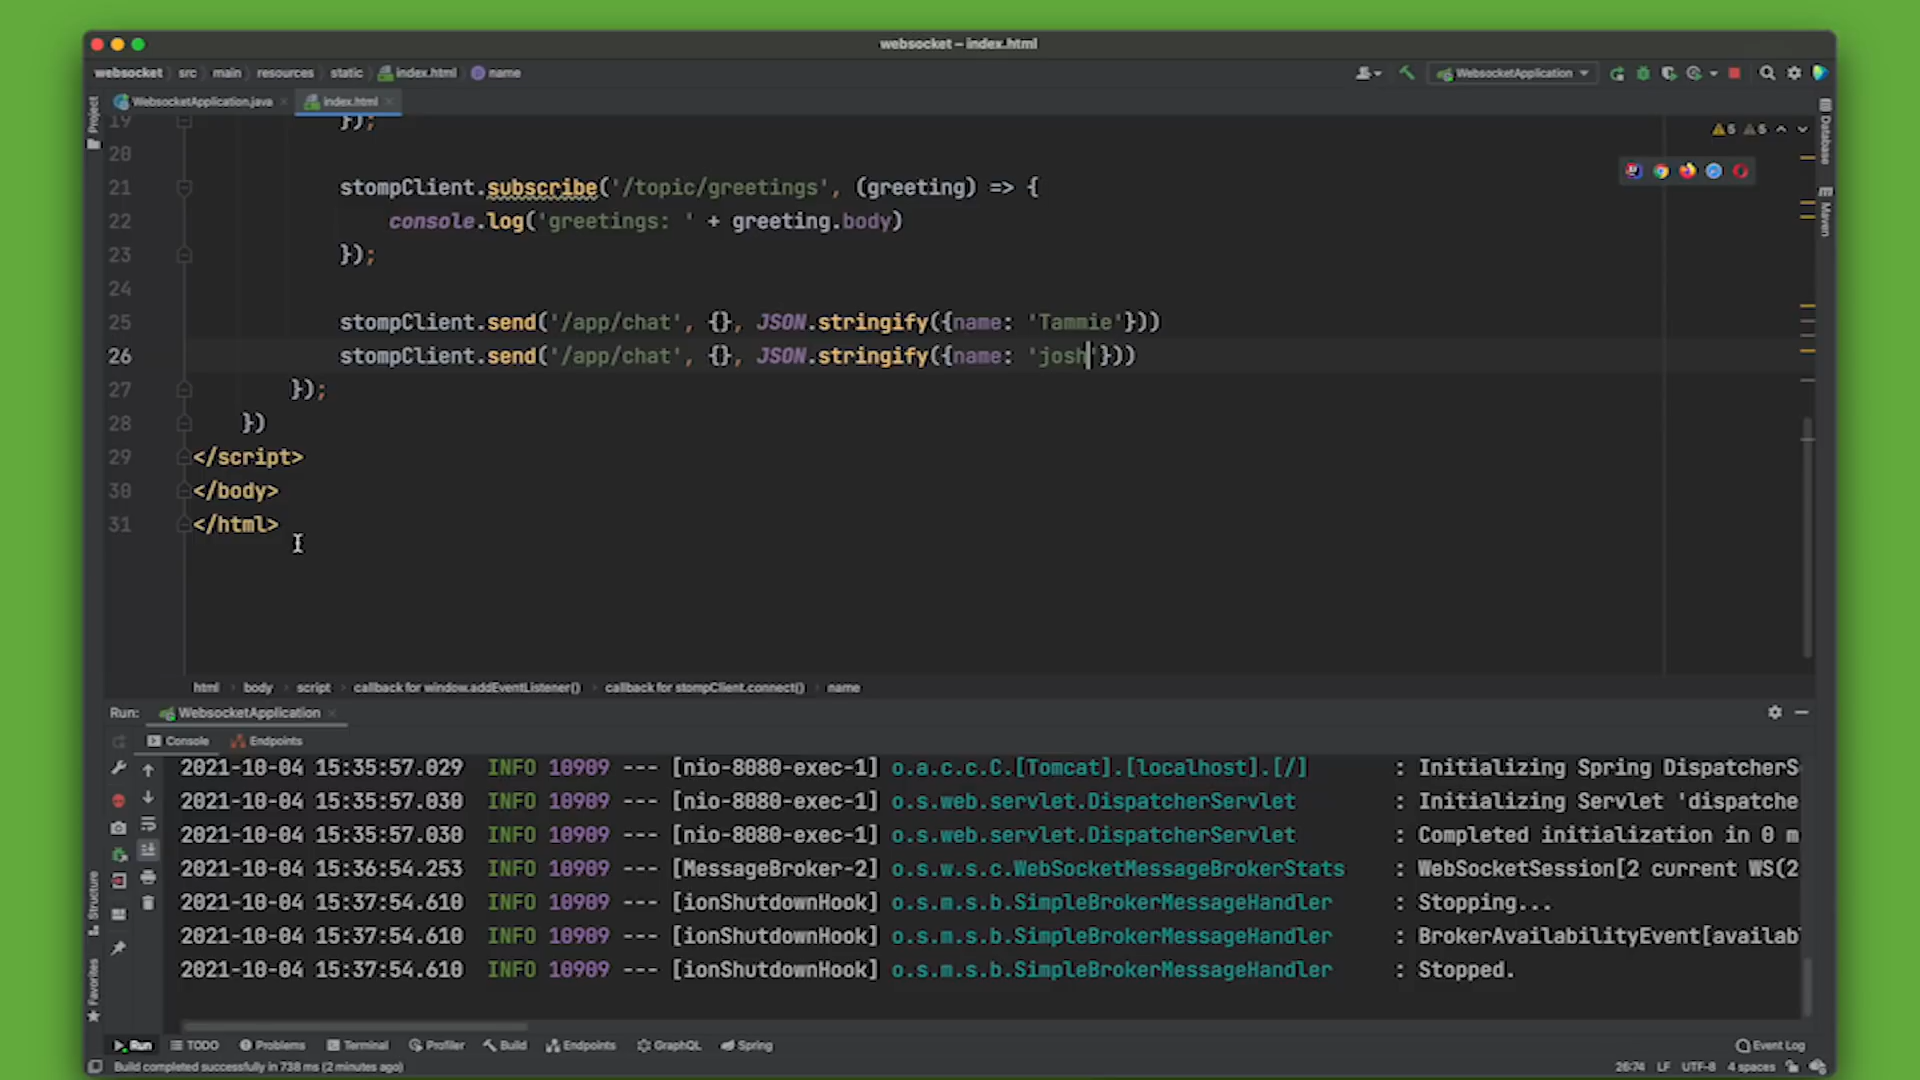 websocket – index.html
websocket src main resources static index.html name
WebsocketApplication
WebsocketApplication.java index.html
Project
Database
Maven
5 5
19 });
20
21 stompClient.subscribe('/topic/greetings', (greeting) => {
22 console.log('greetings: ' + greeting.body)
23 });
24
25 stompClient.send('/app/chat', {}, JSON.stringify({name: 'Tammie'}))
26 stompClient.send('/app/chat', {}, JSON.stringify({name: 'josh'}))
27 });
28 })
29 </script>
30 </body>
31 </html>
html body script callback for window.addEventListener() callback for stompClient.connect() name
Run: WebsocketApplication
Console Endpoints
2021-10-04 15:35:57.029 INFO 10909 --- [nio-8080-exec-1] o.a.c.c.C.[Tomcat].[localhost].[/] : Initializing Spring DispatcherS
2021-10-04 15:35:57.030 INFO 10909 --- [nio-8080-exec-1] o.s.web.servlet.DispatcherServlet : Initializing Servlet 'dispatche
2021-10-04 15:35:57.030 INFO 10909 --- [nio-8080-exec-1] o.s.web.servlet.DispatcherServlet : Completed initialization in 0 m
2021-10-04 15:36:54.253 INFO 10909 --- [MessageBroker-2] o.s.w.s.c.WebSocketMessageBrokerStats : WebSocketSession[2 current WS(2
2021-10-04 15:37:54.610 INFO 10909 --- [ionShutdownHook] o.s.m.s.b.SimpleBrokerMessageHandler : Stopping...
2021-10-04 15:37:54.610 INFO 10909 --- [ionShutdownHook] o.s.m.s.b.SimpleBrokerMessageHandler : BrokerAvailabilityEvent[availab
2021-10-04 15:37:54.610 INFO 10909 --- [ionShutdownHook] o.s.m.s.b.SimpleBrokerMessageHandler : Stopped.
Structure
Favorites
Run TODO Problems Terminal Profiler Build Endpoints GraphQL Spring Event Log
Build completed successfully in 738 ms (2 minutes ago) 26:74 LF UTF-8 4 spaces